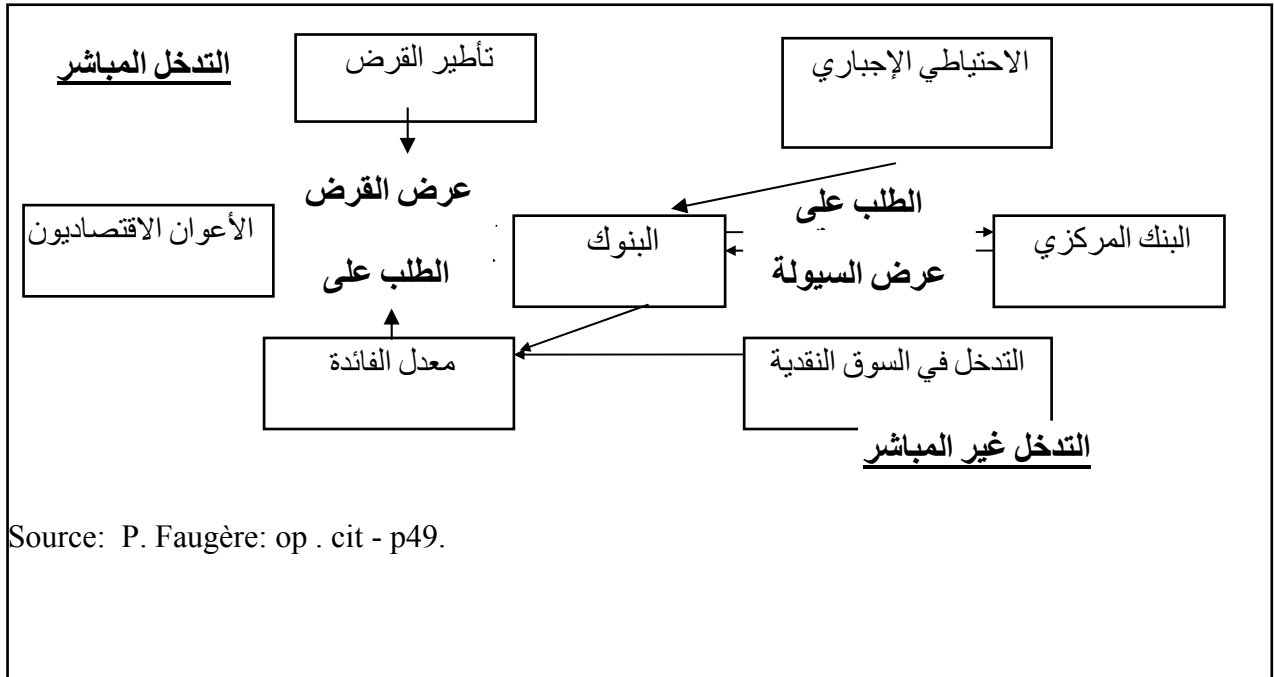 التدخل المباشر
تأطير القرض
الاحتياطي الإجباري
عرض القرض
الطلب على
الأعوان الاقتصاديون
البنوك
البنك المركزي
الطلب على
عرض السيولة
معدل الفائدة
التدخل في السوق النقدية
التدخل غير المباشر
Source: P. Faugère: op . cit - p49.